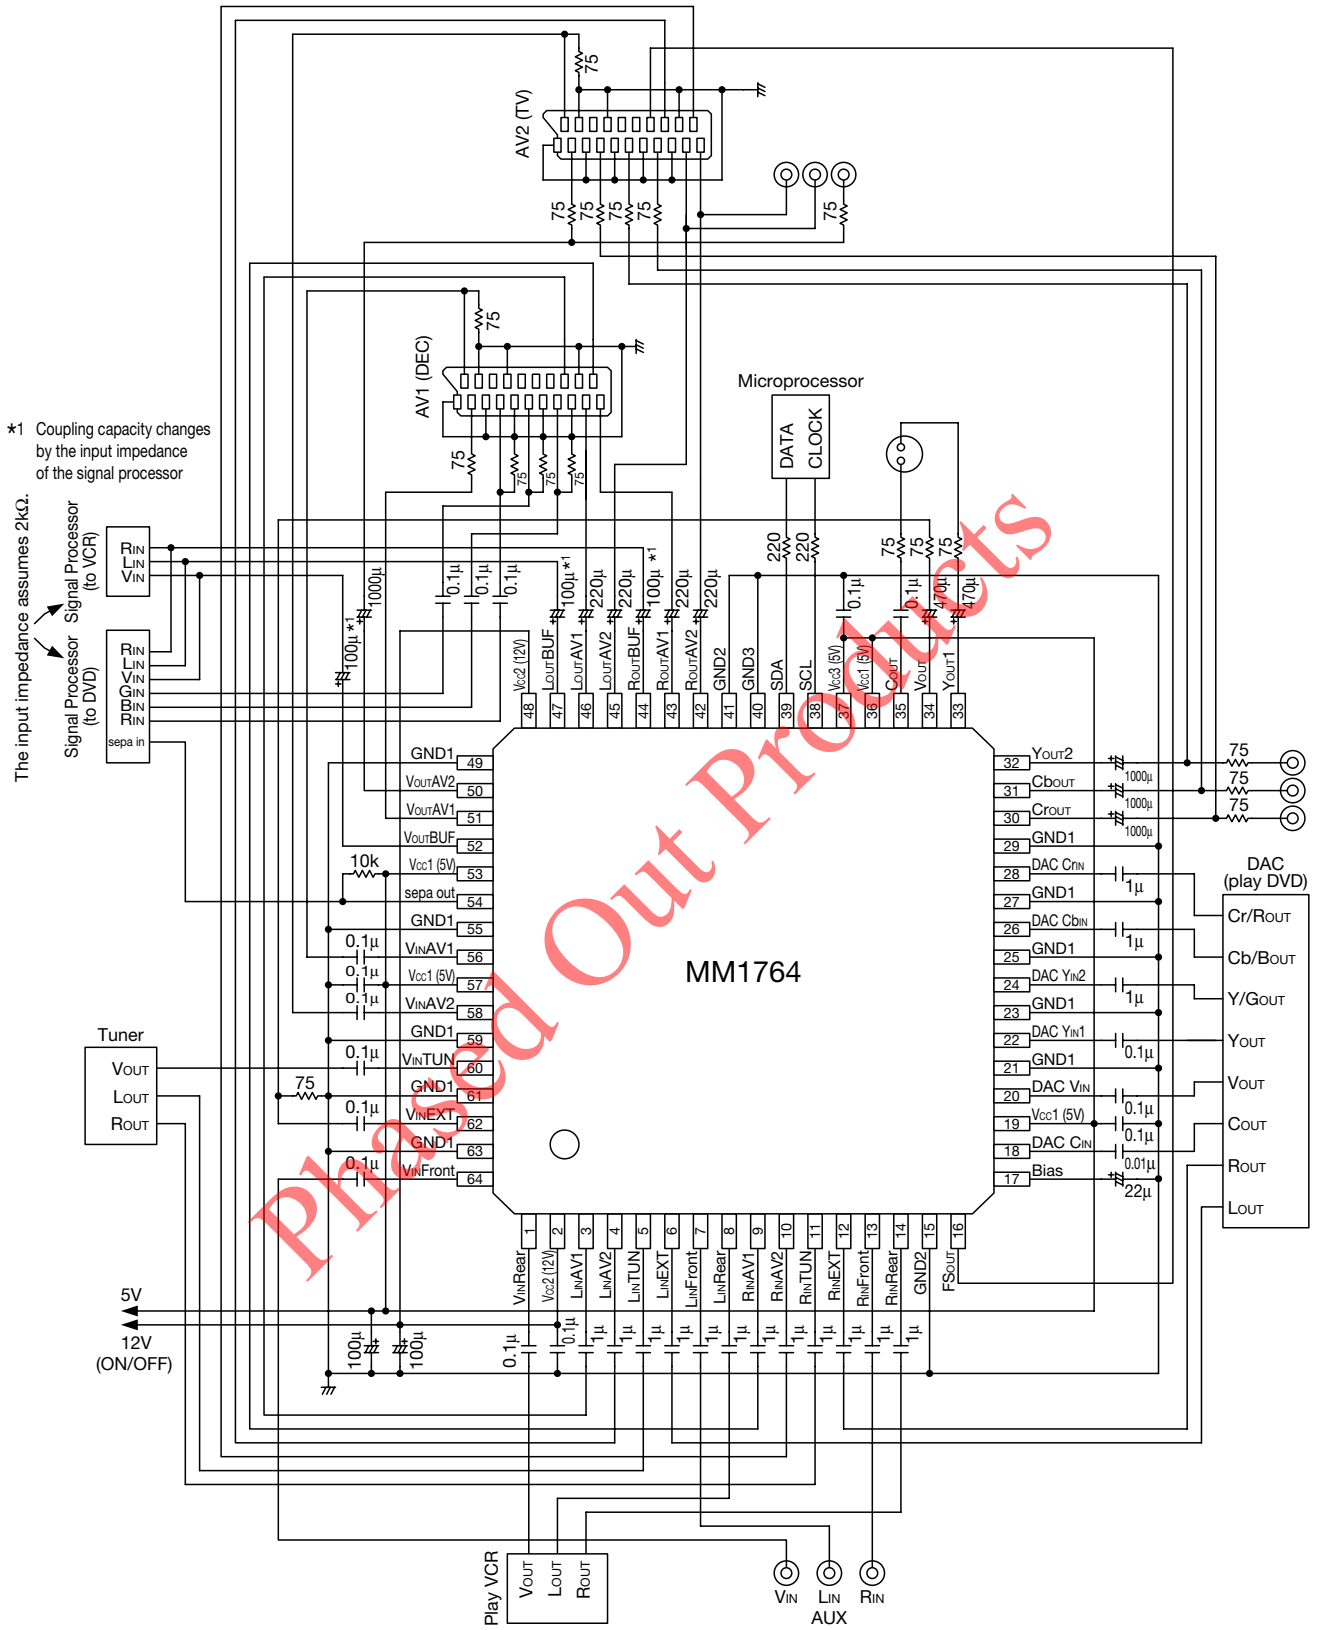 75
AV2 (TV)
75
75
75
75
75
75
AV1 (DEC)
Microprocessor
DATA
CLOCK
*1 Coupling capacity changes
by the input impedance
of the signal processor
The input impedance assumes 2kΩ.
Signal Processor
(to VCR)
RIN
LIN
VIN
Signal Processor
(to DVD)
RIN
LIN
VIN
GIN
BIN
RIN
sepa in
75
75
75
75
220
220
75
75
75
100μ *1
1000μ
0.1μ
0.1μ
0.1μ
100μ *1
220μ
220μ
100μ *1
220μ
220μ
0.1μ
0.1μ
470μ
470μ
Vcc2 (12V)
LOUTBUF
LOUTAV1
LOUTAV2
ROUTBUF
ROUTAV1
ROUTAV2
GND2
GND3
SDA
SCL
Vcc3 (5V)
Vcc1 (5V)
COUT
VOUT
YOUT1
48
47
46
45
44
43
42
41
40
39
38
37
36
35
34
33
GND1 49
VOUTAV2 50
VOUTAV1 51
VOUTBUF 52
10k Vcc1 (5V) 53
sepa out 54
GND1 55
0.1μ VINAV1 56
0.1μ Vcc1 (5V) 57
0.1μ VINAV2 58
GND1 59
0.1μ VINTUN 60
75 GND1 61
0.1μ VINEXT 62
GND1 63
0.1μ VINFront 64
32 YOUT2 1000μ 75
31 CbOUT 1000μ 75
30 CrOUT 1000μ 75
29 GND1
28 DAC CrIN 1μ
27 GND1
26 DAC CbIN 1μ
25 GND1
24 DAC YIN2 1μ
23 GND1
22 DAC YIN1 0.1μ
21 GND1
20 DAC VIN 0.1μ
19 Vcc1 (5V) 0.1μ
18 DAC CIN 0.01μ
17 Bias 22μ
MM1764
Phased Out Products
DAC
(play DVD)
Cr/ROUT
Cb/BOUT
Y/GOUT
YOUT
VOUT
COUT
ROUT
LOUT
Tuner
VOUT
LOUT
ROUT
1
2
3
4
5
6
7
8
9
10
11
12
13
14
15
16
VINRear
Vcc2 (12V)
LINAV1
LINAV2
LINTUN
LINEXT
LINFront
LINRear
RINAV1
RINAV2
RINTUN
RINEXT
RINFront
RINRear
GND2
FSOUT
5V
12V
(ON/OFF)
100μ
100μ
0.1μ
0.1μ
1μ
1μ
1μ
1μ
1μ
1μ
1μ
1μ
1μ
1μ
1μ
1μ
Play VCR
VOUT
LOUT
ROUT
VIN
LIN
RIN
AUX